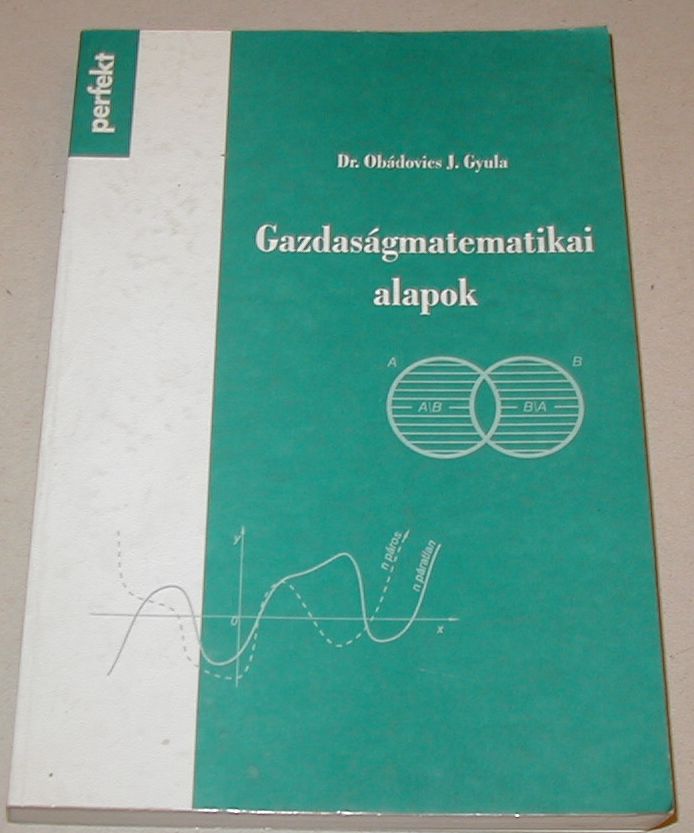 perfekt
Dr. Obádovics J. Gyula
Gazdaságmatematikai
alapok
A
B
A\B
B\A
y
n páros
n páratlan
0
x